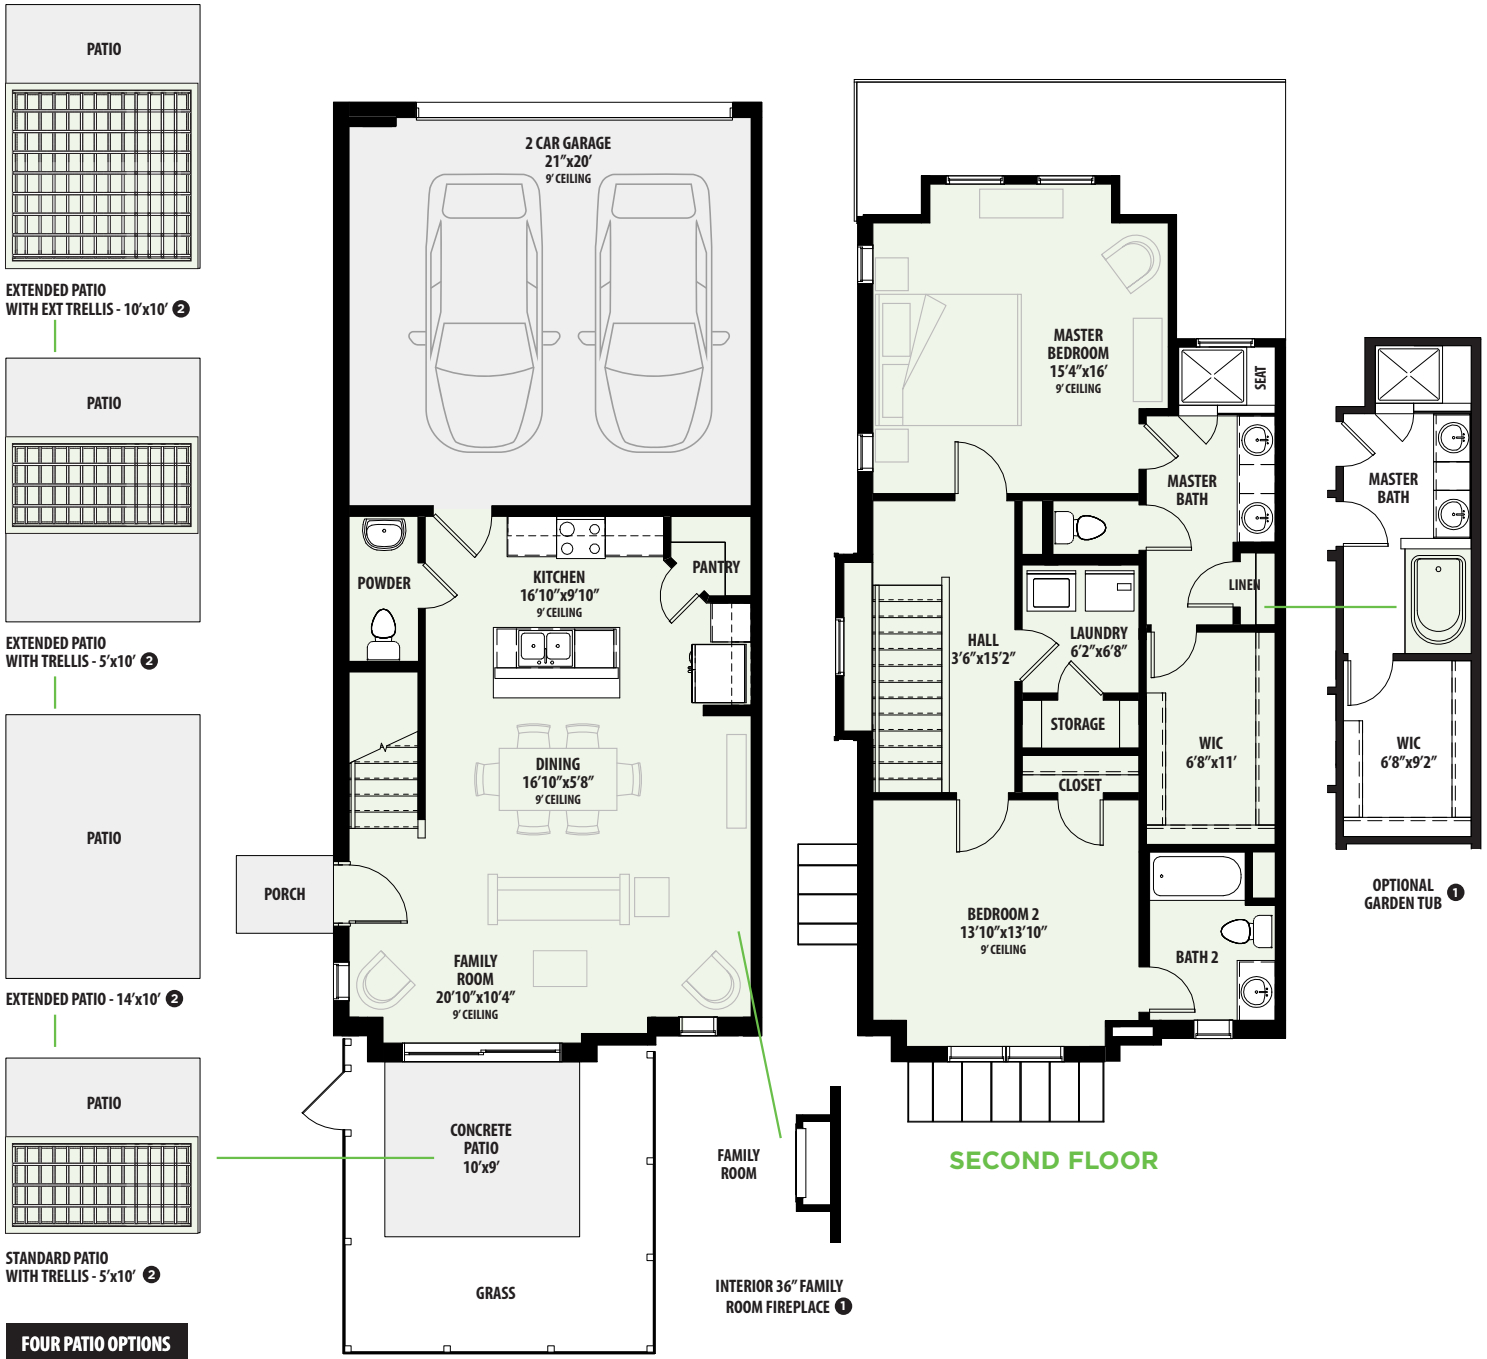 PATIO
EXTENDED PATIO
WITH EXT TRELLIS - 10'x10' 2
PATIO
EXTENDED PATIO
WITH TRELLIS - 5'x10' 2
PATIO
EXTENDED PATIO - 14'x10' 2
PATIO
STANDARD PATIO
WITH TRELLIS - 5'x10' 2
FOUR PATIO OPTIONS
2 CAR GARAGE
21"x20'
9' CEILING
POWDER
KITCHEN
16'10"x9'10"
9' CEILING
PANTRY
DINING
16'10"x5'8"
9' CEILING
PORCH
FAMILY
ROOM
20'10"x10'4"
9' CEILING
CONCRETE
PATIO
10'x9'
GRASS
FAMILY
ROOM
INTERIOR 36" FAMILY
ROOM FIREPLACE 1
MASTER
BEDROOM
15'4"x16'
9' CEILING
SEAT
MASTER
BATH
LINEN
HALL
3'6"x15'2"
LAUNDRY
6'2"x6'8"
STORAGE
WIC
6'8"x11'
CLOSET
BEDROOM 2
13'10"x13'10"
9' CEILING
BATH 2
SECOND FLOOR
MASTER
BATH
WIC
6'8"x9'2"
OPTIONAL
GARDEN TUB 1